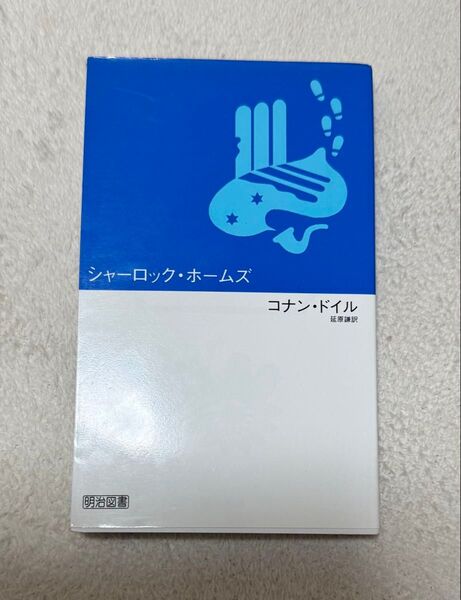 シャーロック・ホームズ
コナン・ドイル
延原謙訳
明治図書